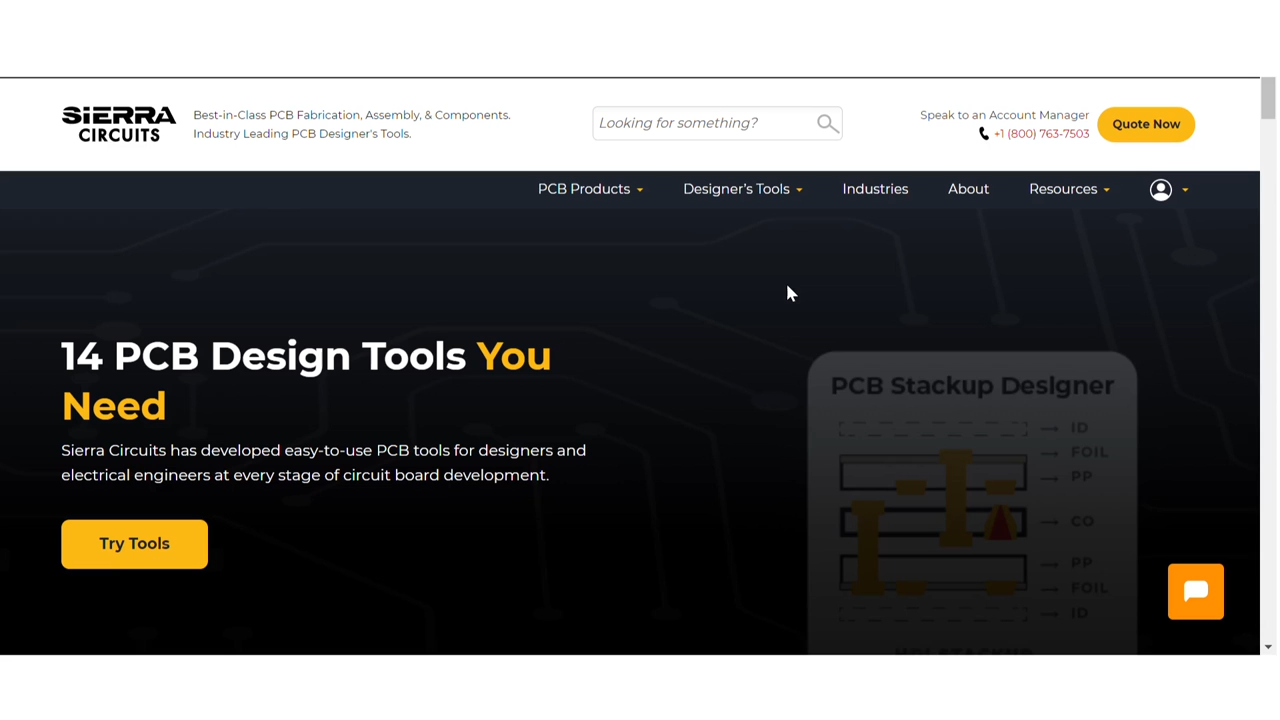 SIERRA
CIRCUITS
Best-in-Class PCB Fabrication, Assembly, & Components.
Industry Leading PCB Designer's Tools.
Looking for something?
Speak to an Account Manager
+1 (800) 763-7503
Quote Now
PCB Products
Designer's Tools
Industries
About
Resources
14 PCB Design Tools You
Need
Sierra Circuits has developed easy-to-use PCB tools for designers and
electrical engineers at every stage of circuit board development.
Try Tools
PCB Stackup Designer
ID
FOIL
PP
CO
PP
FOIL
ID
HDI STACKUP